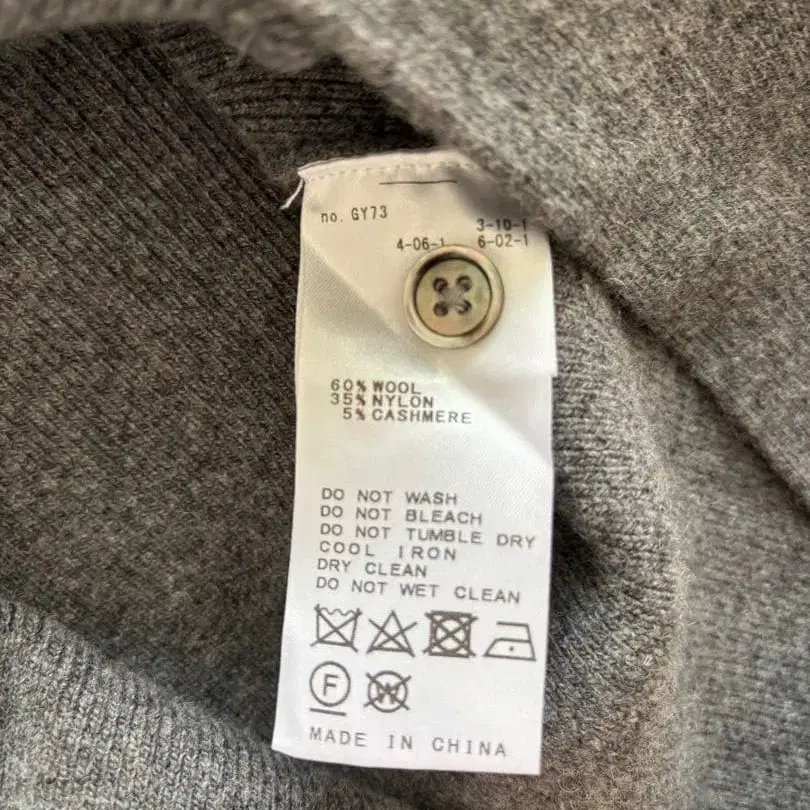 no. GY73
3-10-1
4-06-1 6-02-1
60% WOOL
35% NYLON
5% CASHMERE
DO NOT WASH
DO NOT BLEACH
DO NOT TUMBLE DRY
COOL IRON
DRY CLEAN
DO NOT WET CLEAN
F W
MADE IN CHINA